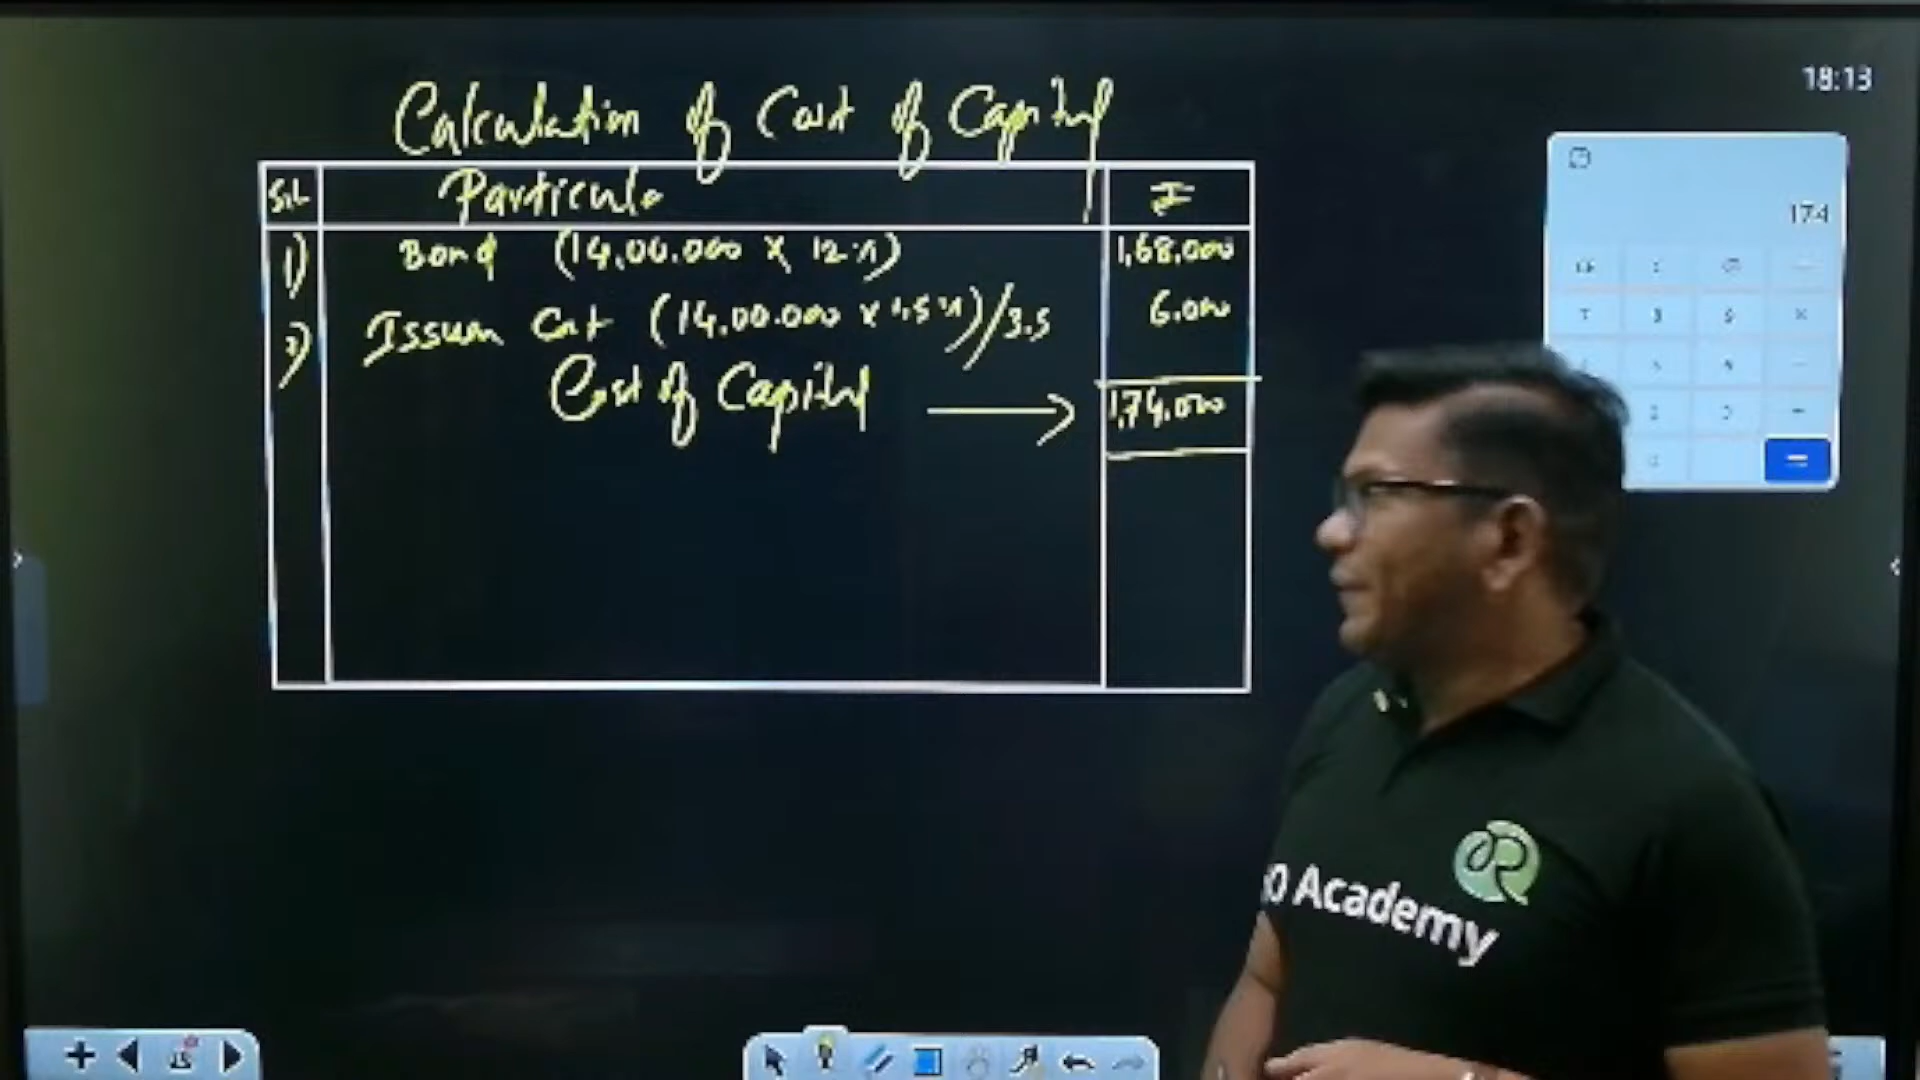 18:13
Calculation of Cost of Capital
S.L Particula ₹
1) Bond (14,00,000 x 12%) 1,68,000
2) Issue Cost (14,00,000 x 1.5%)/3.5 6,000
Cost of Capital → 1,74,000
174
=
Academy